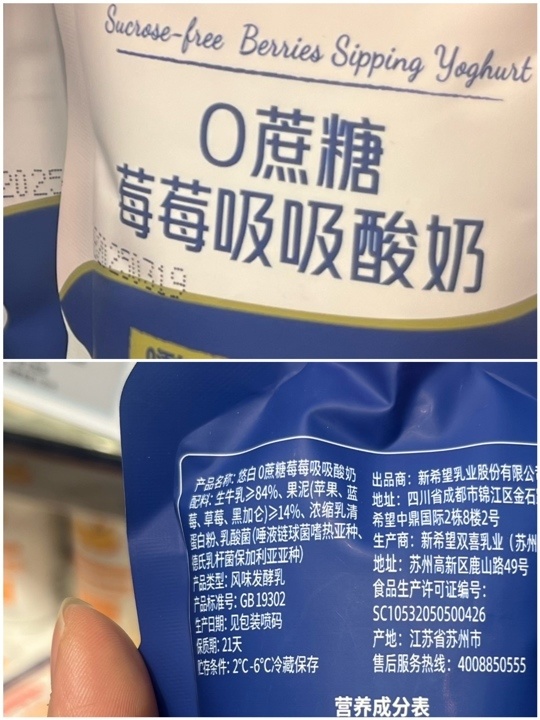 Sucrose-free Berries Sipping Yoghurt
0蔗糖
莓莓吸吸酸奶
2025
20250319
产品名称: 悠白 0蔗糖莓莓吸吸酸奶
配料: 生牛乳≥84%、果泥(苹果、蓝
莓、草莓、黑加仑)≥14%、浓缩乳清
蛋白粉、乳酸菌(唾液链球菌嗜热亚种、
德氏乳杆菌保加利亚亚种)
产品类型: 风味发酵乳
产品标准号: GB 19302
生产日期: 见包装喷码
保质期: 21天
贮存条件: 2°C-6°C冷藏保存
出品商: 新希望乳业股份有限公司
地址: 四川省成都市锦江区金石
希望中鼎国际2栋8楼2号
生产商: 新希望双喜乳业（苏州
地址: 苏州高新区鹿山路49号
食品生产许可证编号:
SC10532050500426
产地: 江苏省苏州市
售后服务热线: 4008850555
营养成分表